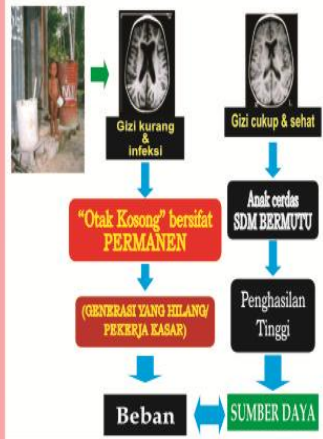 Gizi kurang
&
infeksi
Gizi cukup & sehat
"Otak Kosong" bersifat
PERMANEN
Anak cerdas
SDM BERMUTU
(GENERASI YANG HILANG/
PEKERJA KASAR)
Penghasilan
Tinggi
Beban
SUMBER DAYA